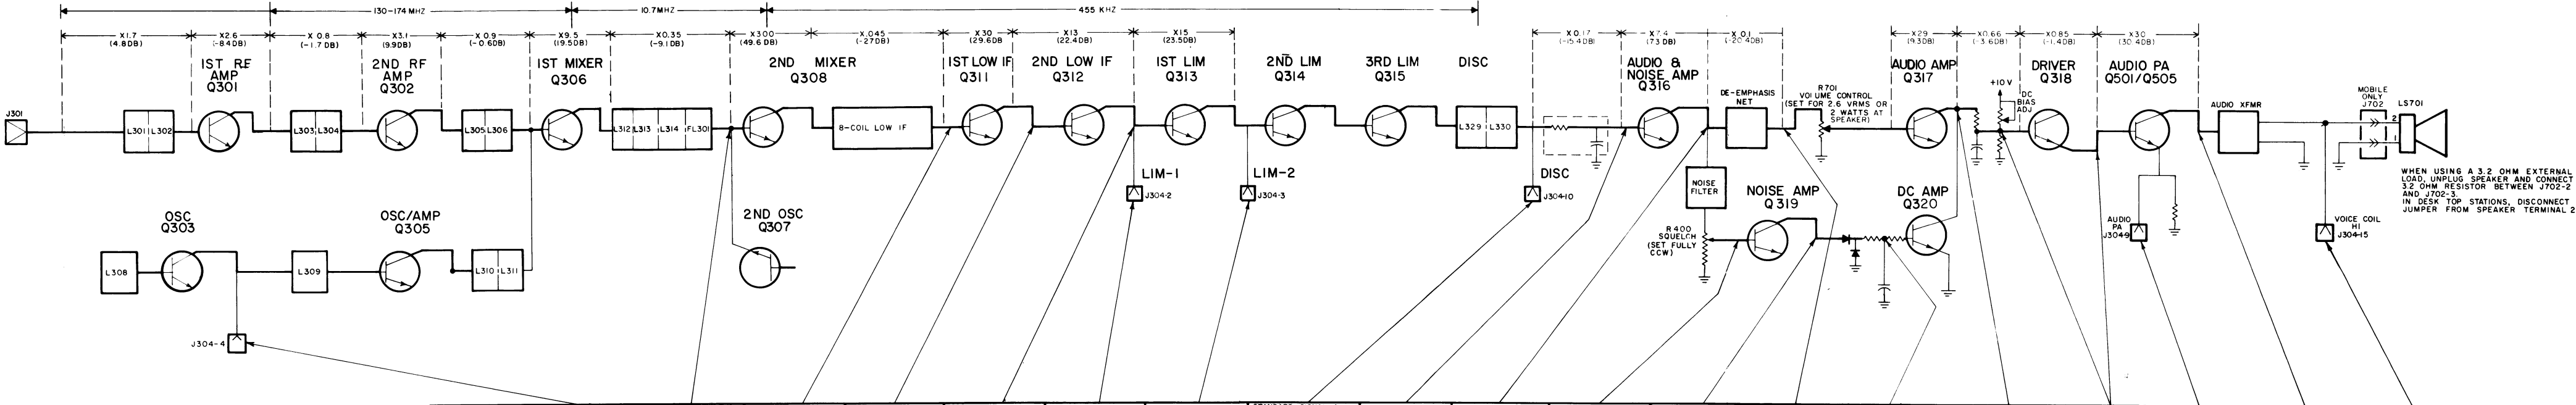 130-174 MHZ
10.7MHZ
455 KHZ
X1.7
(4.8DB)
X2.6
(-84DB)
X 0.8
(-1.7 DB)
X3.1
(9.9DB)
X 0.9
(-0.6DB)
X9.5
(19.5DB)
X0.35
(-9.1DB)
X300
(49.6 DB)
X.045
(-27DB)
X30
(29.6DB
X13
(22.4DB)
X15
(23.5DB)
X 0.17
(-15.4DB)
X7.4
(73 DB)
X 0.1
(-20.4DB)
X29
(9.3DB)
X 0.66
(-3.6DB)
X0.85
(-1.4DB)
X30
(30.4DB)
1ST RF
AMP
Q301
2ND RF
AMP
Q302
1ST MIXER
Q306
2ND MIXER
Q308
1ST LOW IF
Q311
2ND LOW IF
Q312
1ST LIM
Q313
2ND LIM
Q314
3RD LIM
Q315
DISC
AUDIO &
NOISE AMP
Q316
DE-EMPHASIS
NET
R701
VOLUME CONTROL
(SET FOR 2.6 VRMS OR
2 WATTS AT
SPEAKER)
AUDIO AMP
Q317
+10 V
DC
BIAS
ADJ
DRIVER
Q318
AUDIO PA
Q501/Q505
AUDIO XFMR
MOBILE
ONLY
J702
LS701
2
1
J301
L301
L302
L303
L304
L305
L306
L312
L313
L314
FL301
8-COIL LOW IF
L329
L330
WHEN USING A 3.2 OHM EXTERNAL
LOAD, UNPLUG SPEAKER AND CONNECT
3.2 OHM RESISTOR BETWEEN J702-2
AND J702-3.
IN DESK TOP STATIONS, DISCONNECT
JUMPER FROM SPEAKER TERMINAL 2
LIM-1
J304-2
LIM-2
J304-3
DISC
J304-10
NOISE
FILTER
NOISE AMP
Q319
DC AMP
Q320
R400
SQUELCH
(SET FULLY
CCW)
AUDIO
PA
J304-9
VOICE COIL
HI
J304-15
OSC
Q303
OSC/AMP
Q305
2ND OSC
Q307
L308
L309
L310
L311
J304-4